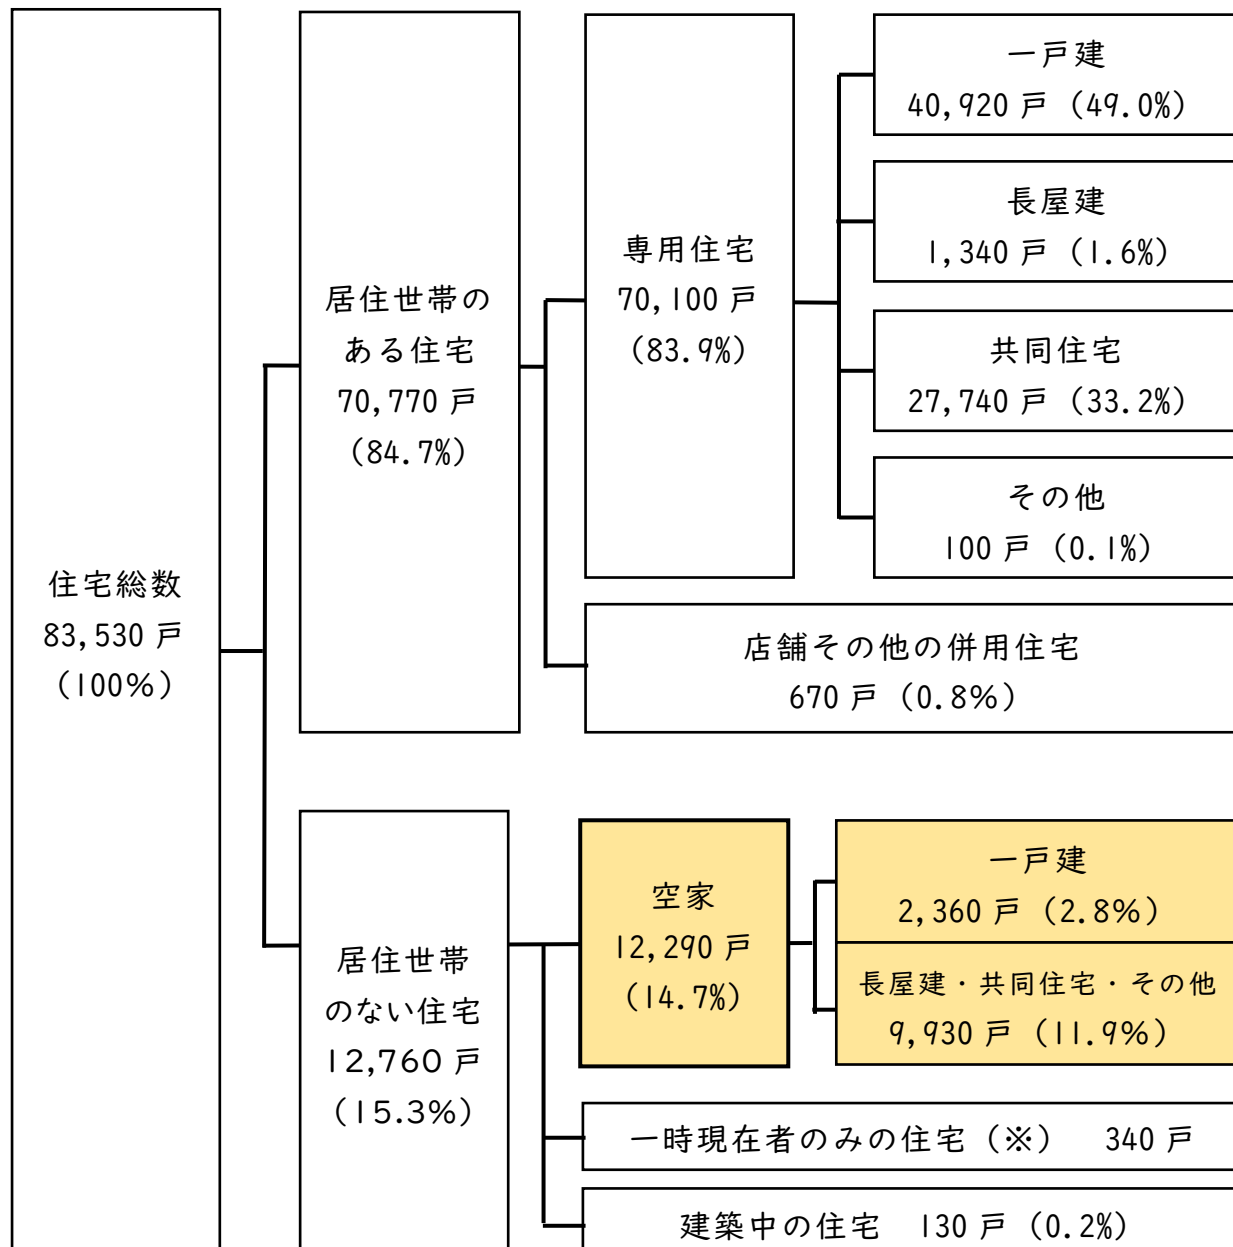 住宅総数
83,530 戸
(100%)
居住世帯の
ある住宅
70,770 戸
(84.7%)
専用住宅
70,100 戸
(83.9%)
一戸建
40,920 戸 (49.0%)
長屋建
1,340 戸 (1.6%)
共同住宅
27,740 戸 (33.2%)
その他
100 戸 (0.1%)
店舗その他の併用住宅
670 戸 (0.8%)
居住世帯
のない住宅
12,760 戸
(15.3%)
空家
12,290 戸
(14.7%)
一戸建
2,360 戸 (2.8%)
長屋建・共同住宅・その他
9,930 戸 (11.9%)
一時現在者のみの住宅 (※) 340 戸
建築中の住宅 130 戸 (0.2%)